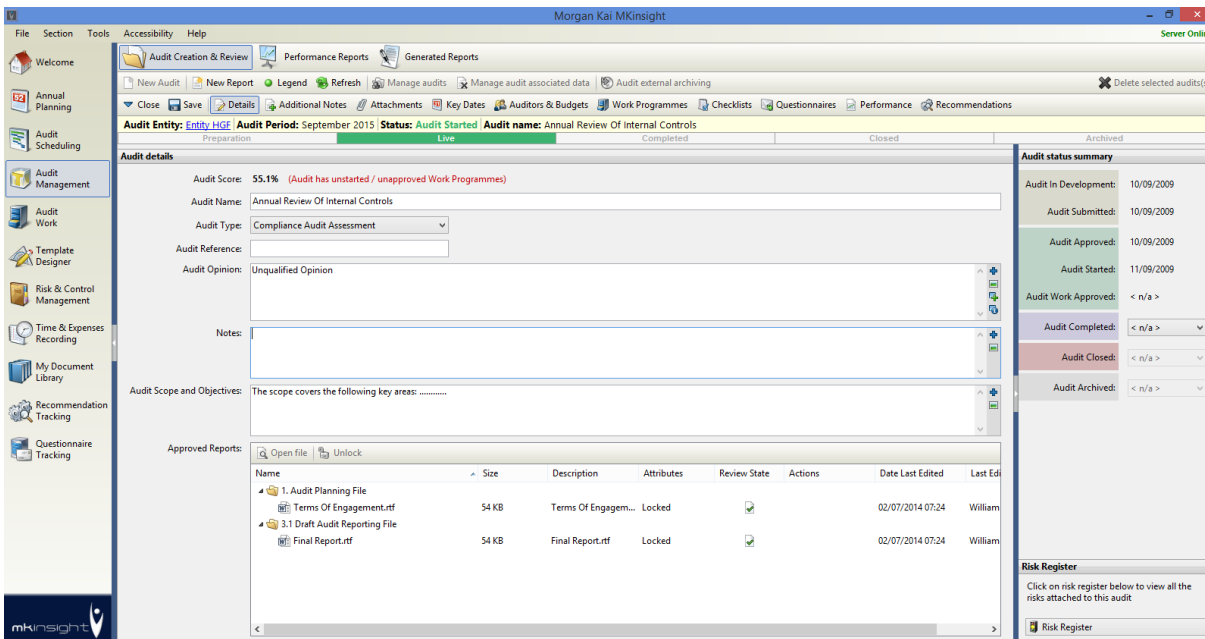 Morgan Kai MKinsight
File Section Tools Accessibility Help
Server Onli
Welcome
Annual Planning
Audit Scheduling
Audit Management
Audit Work
Template Designer
Risk & Control Management
Time & Expenses Recording
My Document Library
Recommendation Tracking
Questionnaire Tracking
mkinsight
Audit Creation & Review Performance Reports Generated Reports
New Audit New Report Legend Refresh Manage audits Manage audit associated data Audit external archiving Delete selected audits(s
Close Save Details Additional Notes Attachments Key Dates Auditors & Budgets Work Programmes Checklists Questionnaires Performance Recommendations
Audit Entity: Entity HGF Audit Period: September 2015 Status: Audit Started Audit name: Annual Review Of Internal Controls
Preparation Live Completed Closed Archived
Audit details
Audit Score: 55.1% (Audit has unstarted / unapproved Work Programmes)
Audit Name: Annual Review Of Internal Controls
Audit Type: Compliance Audit Assessment
Audit Reference:
Audit Opinion: Unqualified Opinion
Notes:
Audit Scope and Objectives: The scope covers the following key areas: ............
Approved Reports: Open file Unlock
Name Size Description Attributes Review State Actions Date Last Edited Last Edi
1. Audit Planning File
Terms Of Engagement.rtf 54 KB Terms Of Engagem... Locked 02/07/2014 07:24 William
3.1 Draft Audit Reporting File
Final Report.rtf 54 KB Final Report.rtf Locked 02/07/2014 07:24 William
Audit status summary
Audit In Development: 10/09/2009
Audit Submitted: 10/09/2009
Audit Approved: 10/09/2009
Audit Started: 11/09/2009
Audit Work Approved: < n/a >
Audit Completed: < n/a >
Audit Closed: < n/a >
Audit Archived: < n/a >
Risk Register
Click on risk register below to view all the
risks attached to this audit
Risk Register